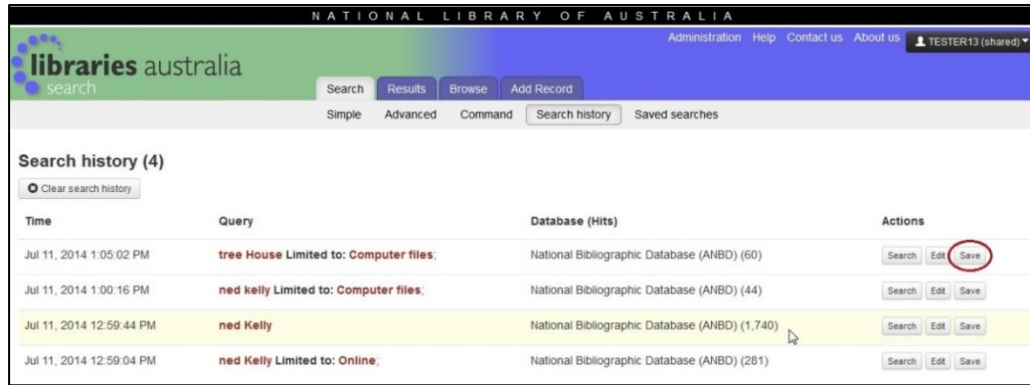 NATIONAL LIBRARY OF AUSTRALIA
Administration Help Contact us About us TESTER13 (shared)
libraries australia
search
Search Results Browse Add Record
Simple Advanced Command Search history Saved searches
Search history (4)
Clear search history
Time Query Database (Hits) Actions
Jul 11, 2014 1:05:02 PM tree House Limited to: Computer files; National Bibliographic Database (ANBD) (60) Search Edit Save
Jul 11, 2014 1:00:16 PM ned kelly Limited to: Computer files; National Bibliographic Database (ANBD) (44) Search Edit Save
Jul 11, 2014 12:59:44 PM ned Kelly National Bibliographic Database (ANBD) (1,740) Search Edit Save
Jul 11, 2014 12:59:04 PM ned Kelly Limited to: Online; National Bibliographic Database (ANBD) (281) Search Edit Save